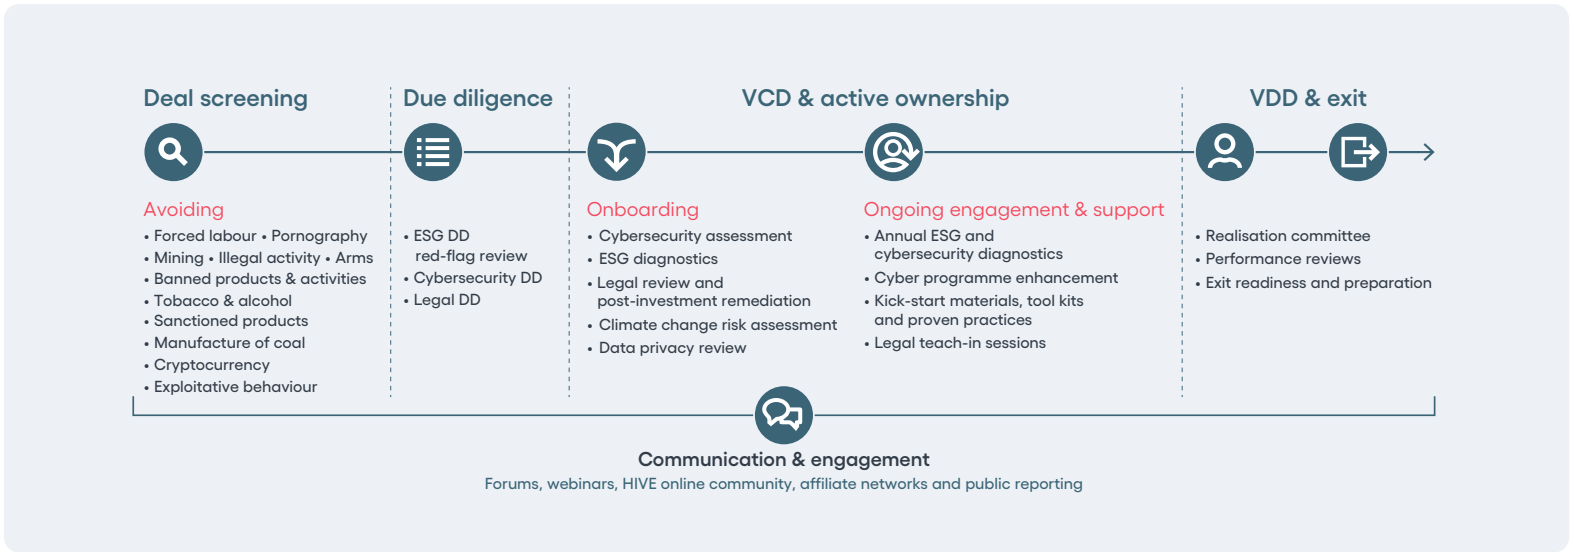 Deal screening
Avoiding
• Forced labour • Pornography
• Mining • Illegal activity • Arms
• Banned products & activities
• Tobacco & alcohol
• Sanctioned products
• Manufacture of coal
• Cryptocurrency
• Exploitative behaviour
Due diligence
• ESG DD
red-flag review
• Cybersecurity DD
• Legal DD
VCD & active ownership
Onboarding
• Cybersecurity assessment
• ESG diagnostics
• Legal review and
post-investment remediation
• Climate change risk assessment
• Data privacy review
Ongoing engagement & support
• Annual ESG and
cybersecurity diagnostics
• Cyber programme enhancement
• Kick-start materials, tool kits
and proven practices
• Legal teach-in sessions
VDD & exit
• Realisation committee
• Performance reviews
• Exit readiness and preparation
Communication & engagement
Forums, webinars, HIVE online community, affiliate networks and public reporting